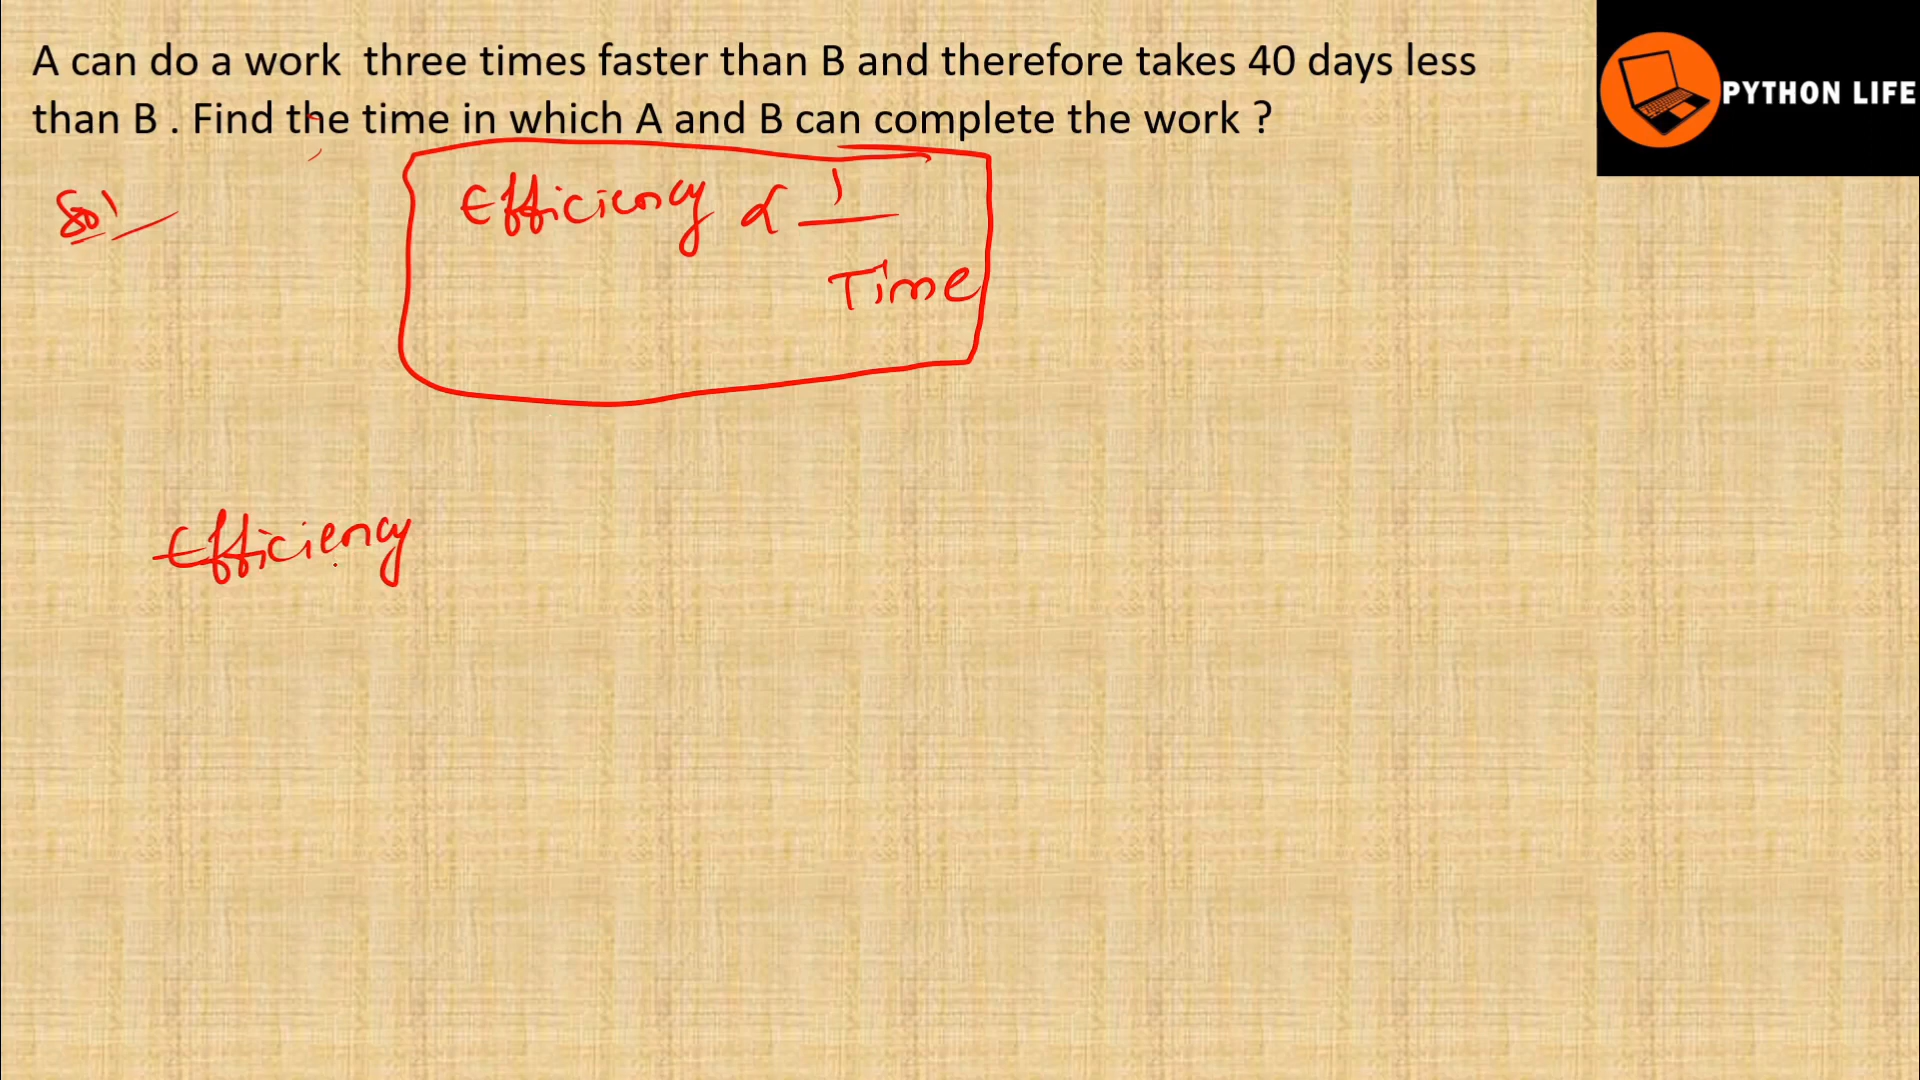 A can do a work three times faster than B and therefore takes 40 days less
than B . Find the time in which A and B can complete the work ?
PYTHON LIFE
Sol
Efficiency ∝ 1
Time
Efficiency